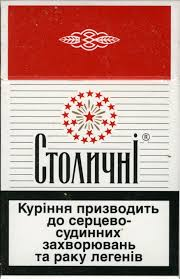 Столичні ®
Куріння призводить
до серцево-
судинних
захворювань
та раку легенів